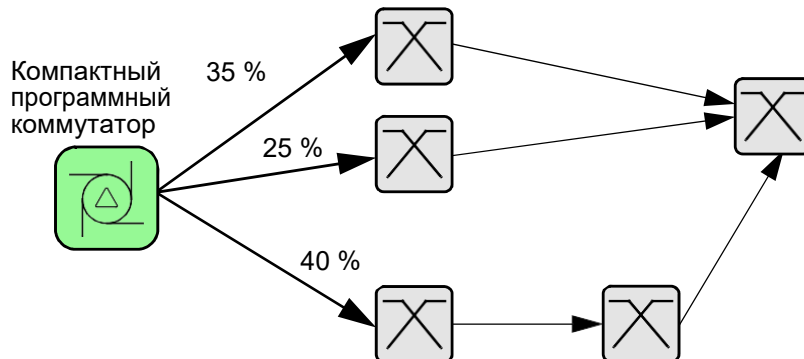 Компактный
программный
коммутатор
35 %
25 %
40 %